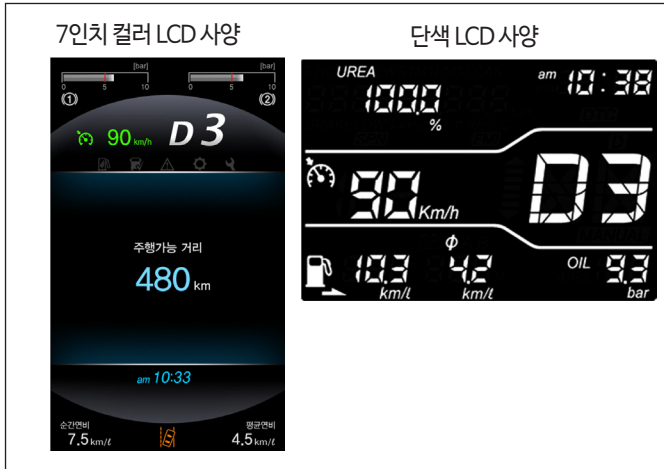 7인치 컬러 LCD 사양
단색 LCD 사양
[bar]
[bar]
0 5 10
0 5 10
(1)
(2)
90 km/h
D 3
주행가능 거리
480 km
am 10:33
순간연비
7.5 km/ℓ
평균연비
4.5 km/ℓ
UREA
100.0
%
am 10:38
90 Km/h
D3
10.3
km/ℓ
Φ
4.2
km/ℓ
OIL 9.3
bar